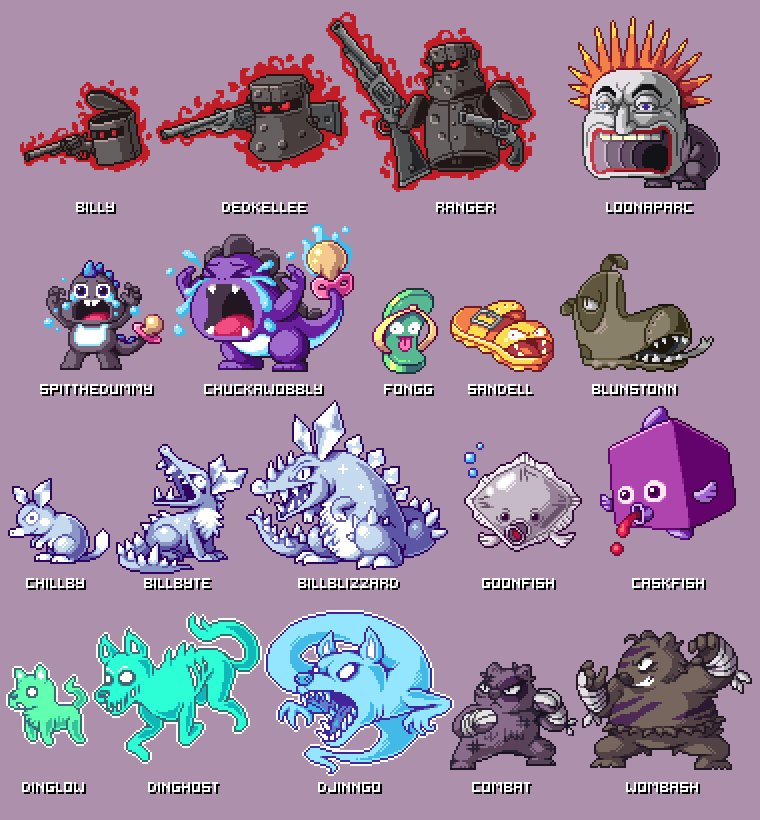 BILLY
DEDKELLEE
RANGER
LOONAPARC
SPITTHEDUMMY
CHUCKAWOBBLY
FONGG
SANDELL
BLUNSTONN
CHILLBY
BILLBYTE
BILLBLIZZARD
GOONFISH
CASKFISH
DINGLOW
DINGHOST
DJINNGO
COMBAT
WOMBASH